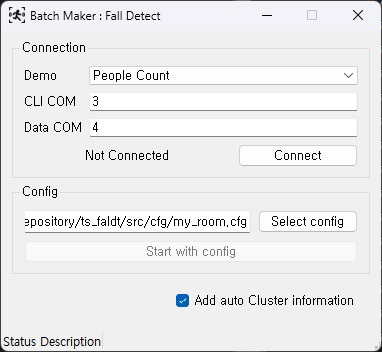 Batch Maker : Fall Detect
Connection
Demo People Count
CLI COM 3
Data COM 4
Not Connected Connect
Config
epository/ts_faldt/src/cfg/my_room.cfg Select config
Start with config
Add auto Cluster information
Status Description